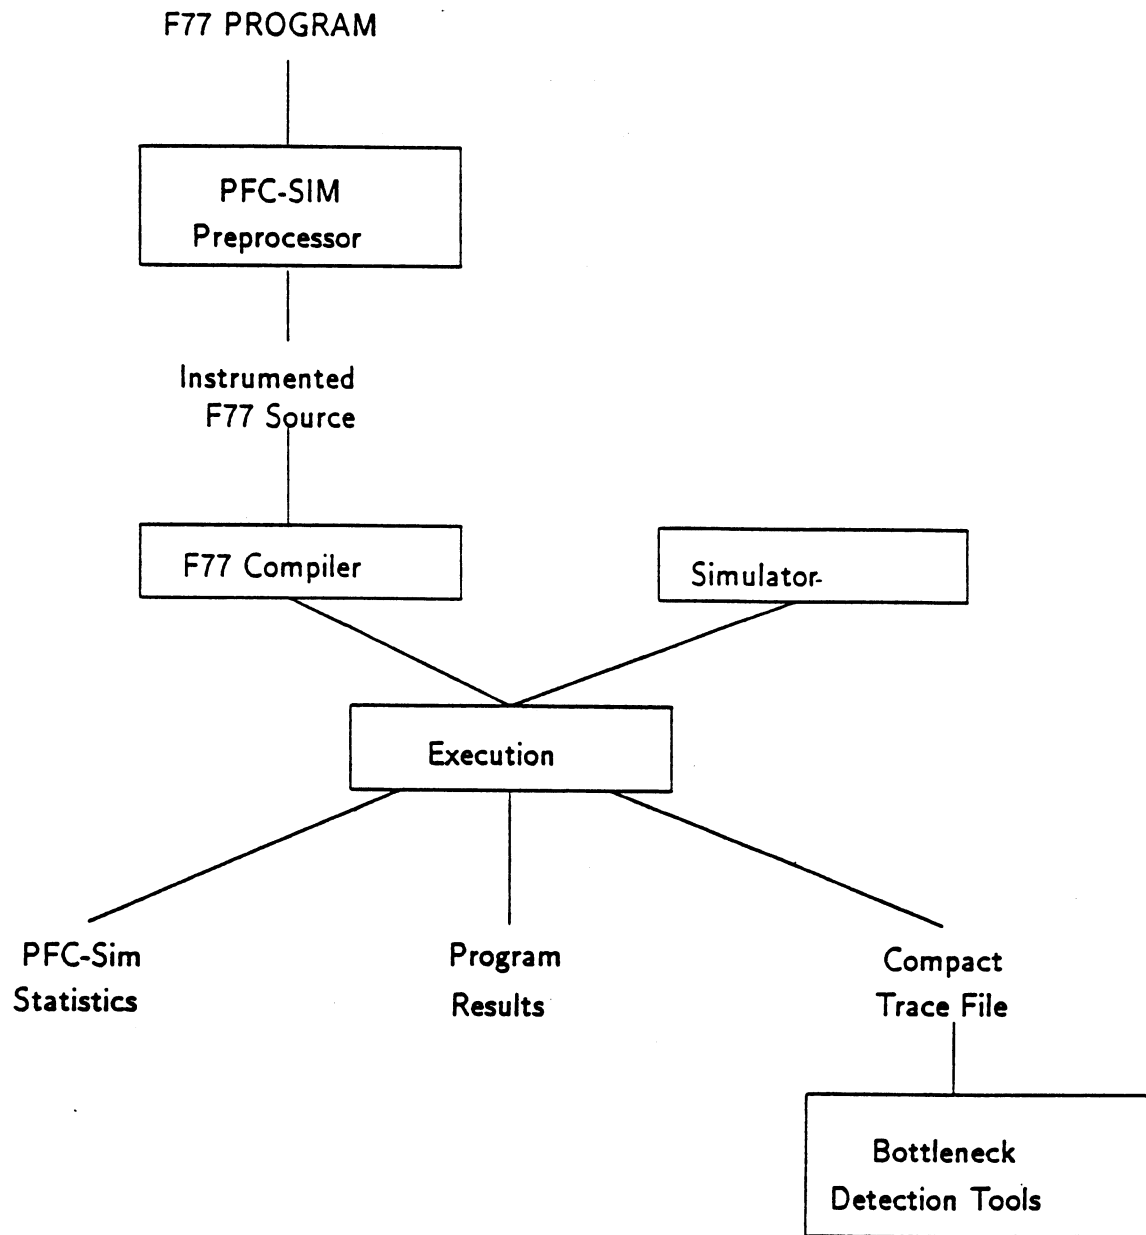 F77 PROGRAM
PFC-SIM
Preprocessor
Instrumented
F77 Source
F77 Compiler
Simulator-
Execution
PFC-Sim
Statistics
Program
Results
Compact
Trace File
Bottleneck
Detection Tools